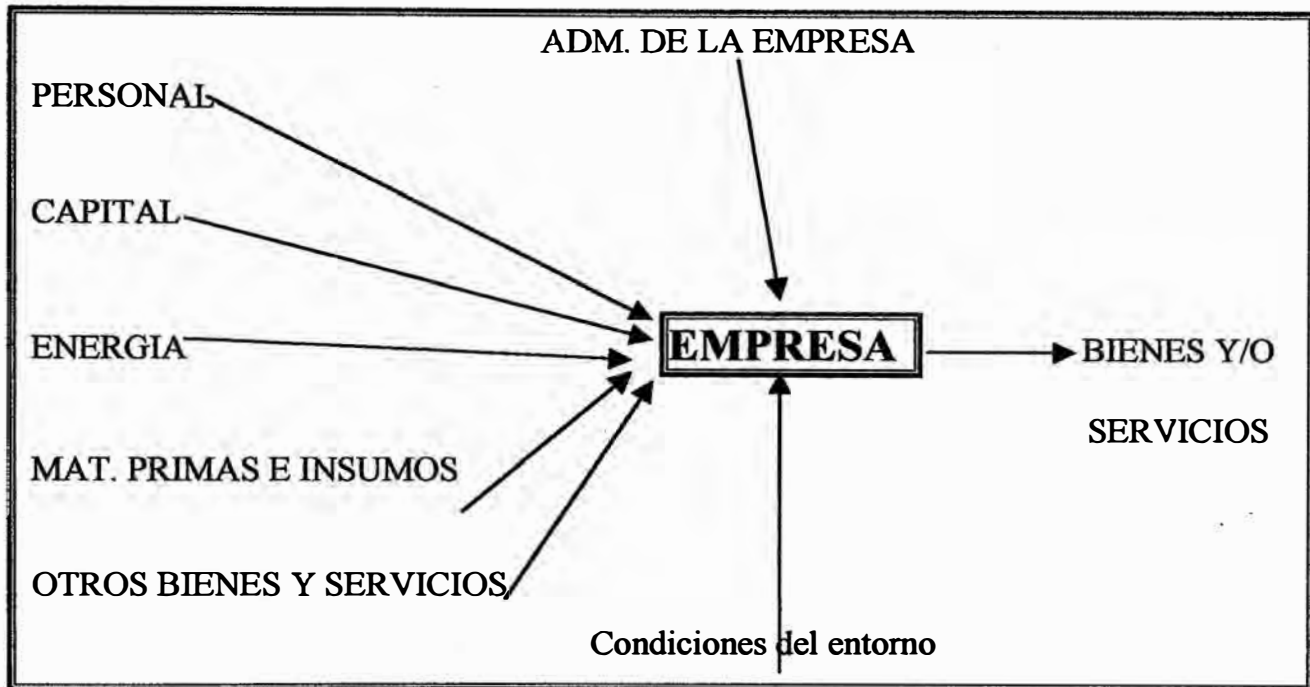 ADM. DE LA EMPRESA
PERSONAL
CAPITAL
ENERGIA
EMPRESA
BIENES Y/O
SERVICIOS
MAT. PRIMAS E INSUMOS
OTROS BIENES Y SERVICIOS
Condiciones del entorno